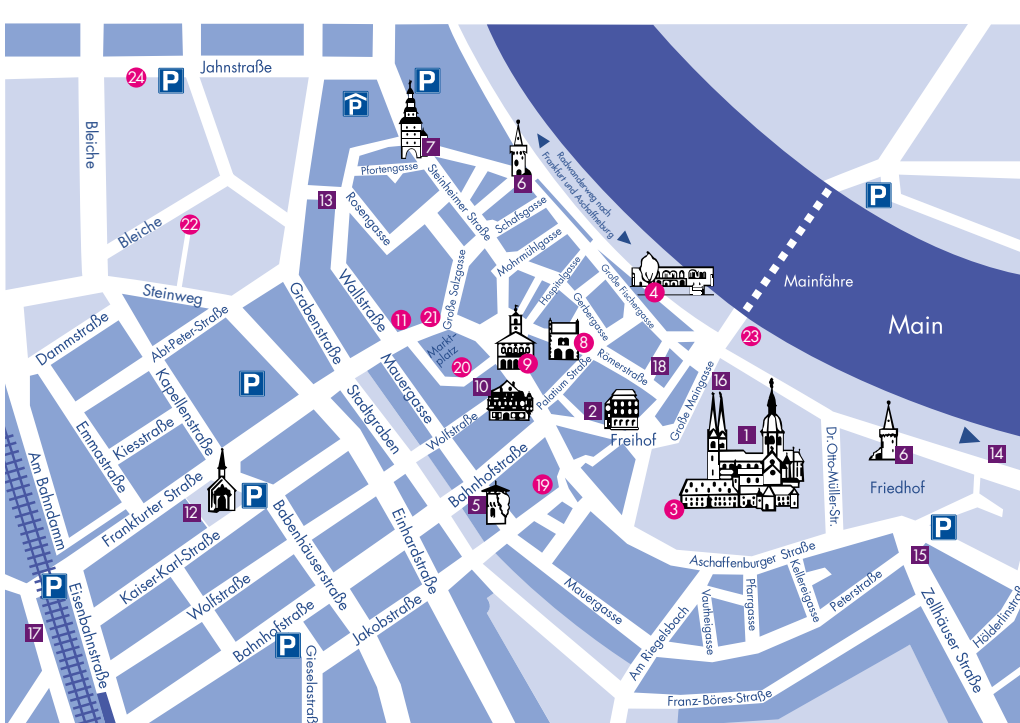 Jahnstraße
24
P
P
P
Bleiche
7
Pfortengasse
6
Radwanderweg nach
Frankfurt und Aschaffneburg
13
Rosengasse
Steinheimer Straße
Schafsgasse
P
22
Bleiche
Mohrmühlgasse
Hospitalgasse
Große Fischergasse
4
Mainfähre
Steinweg
Grabenstraße
Wallstraße
Große Salzgasse
Gerbergasse
Main
Dammstraße
Abt-Peter-Straße
11
21
Markt-
platz
20
9
8
Römerstraße
18
23
P
Kapellenstraße
Mauergasse
10
Palatium Straße
2
16
Große Maingasse
1
Freihof
Stadtgraben
Wolfstraße
Emmastraße
Kiesstraße
Dr.Otto-Müller-Str.
6
14
Friedhof
Am Bahndamm
Frankfurter Straße
12
P
Bahnhofstraße
19
5
3
Babenhäuserstraße
Einhardstraße
Kaiser-Karl-Straße
Aschaffenburger Straße
P
15
P
Eisenbahnstraße
Wolfstraße
Mauergasse
Vautheigasse
Pfarrgasse
Kellereigasse
Peterstraße
Zellhäuser Straße
Hölderlinstraß
17
Bahnhofstraße
P
Jakobstraße
Gieselastraß
Am Riegelsbach
Franz-Böres-Straße